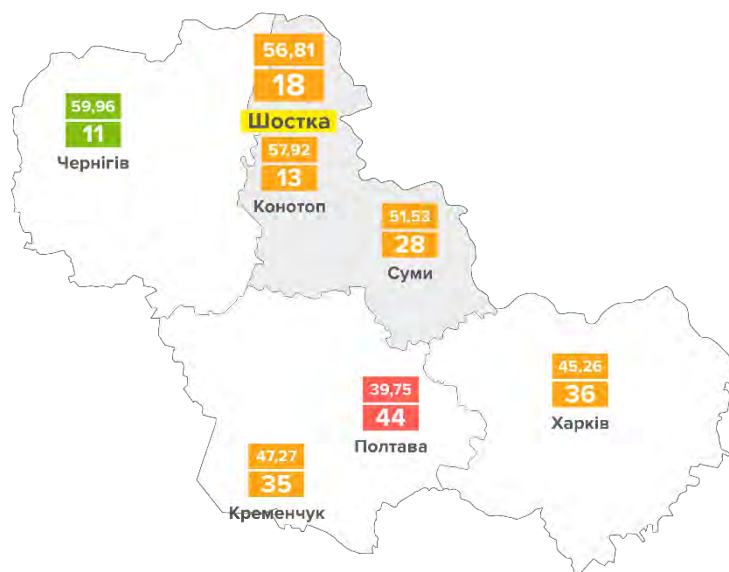 56,81
18
Шостка
59,96
11
Чернігів
57,92
13
Конотоп
51,53
28
Суми
45,26
36
Харків
39,75
44
Полтава
47,27
35
Кременчук